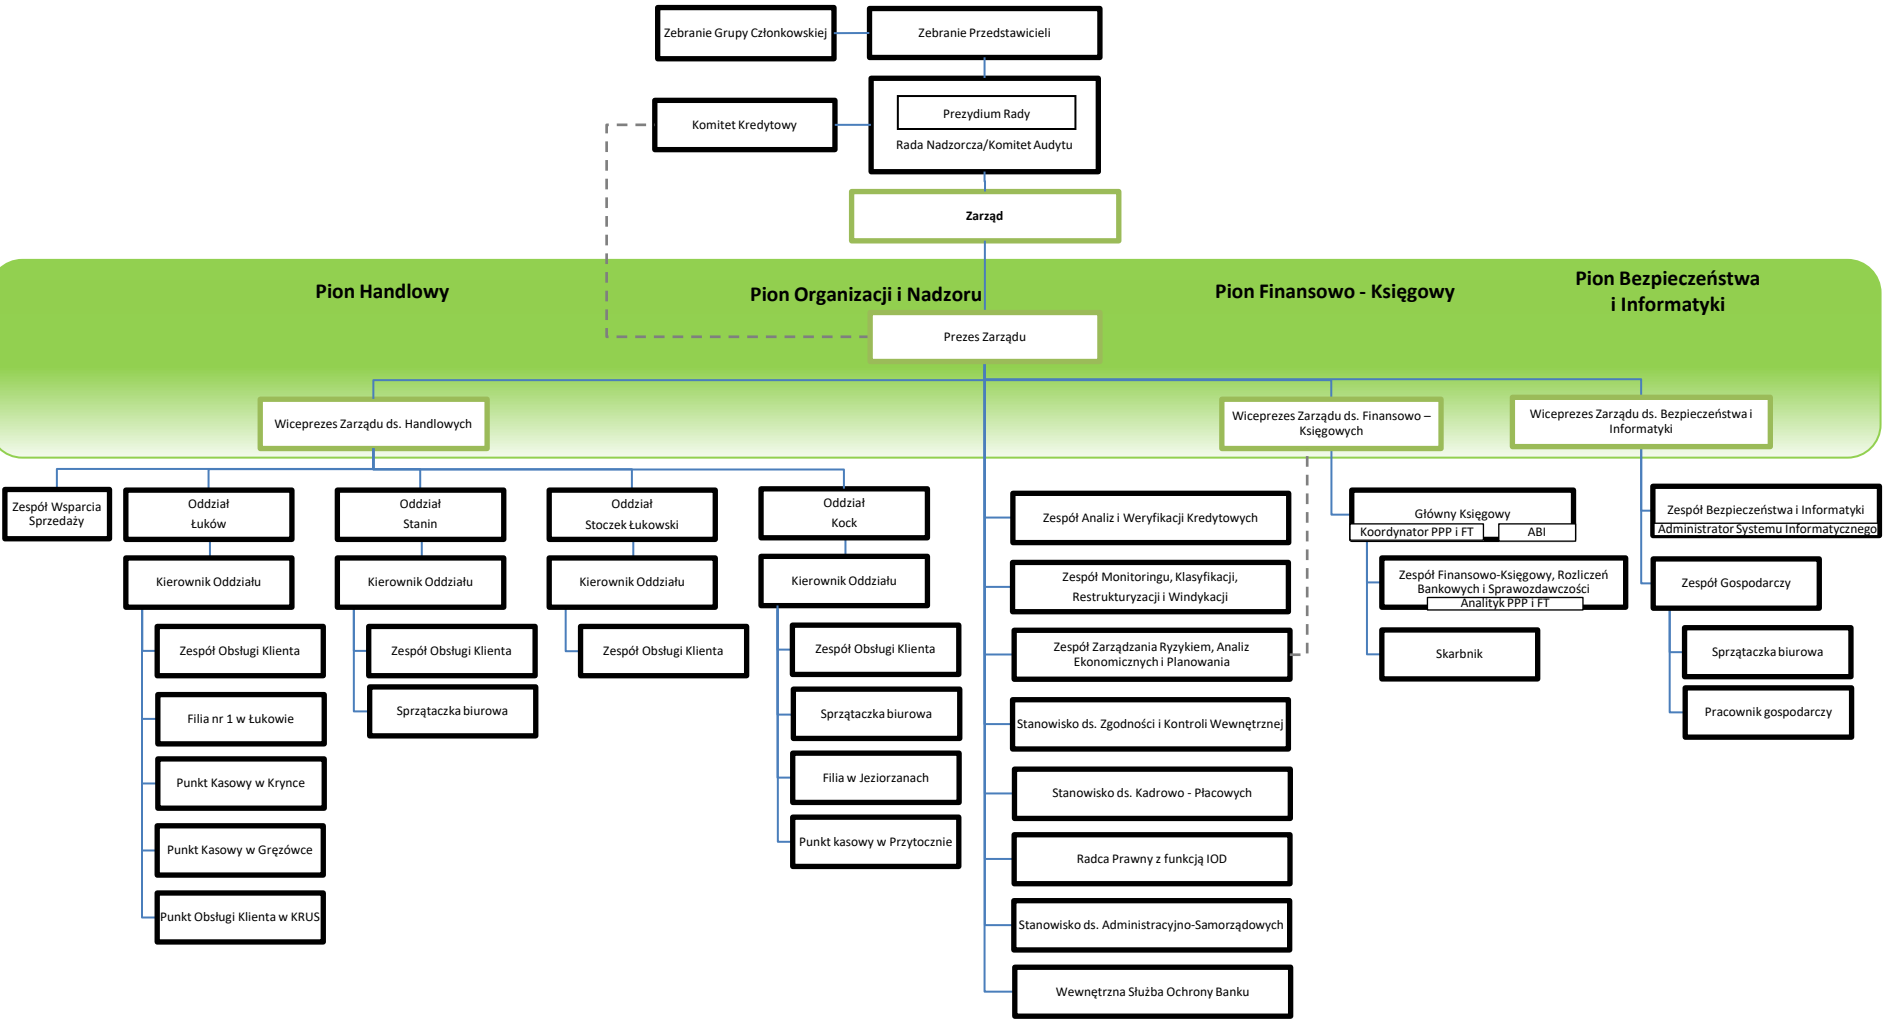 Zebranie Grupy Członkowskiej
Zebranie Przedstawicieli
Komitet Kredytowy
Prezydium Rady
Rada Nadzorcza/Komitet Audytu
Zarząd
Pion Handlowy
Pion Organizacji i Nadzoru
Pion Finansowo - Księgowy
Pion Bezpieczeństwa
i Informatyki
Prezes Zarządu
Wiceprezes Zarządu ds. Handlowych
Wiceprezes Zarządu ds. Finansowo –
Księgowych
Wiceprezes Zarządu ds. Bezpieczeństwa i
Informatyki
Zespół Wsparcia
Sprzedaży
Oddział
Łuków
Kierownik Oddziału
Zespół Obsługi Klienta
Filia nr 1 w Łukowie
Punkt Kasowy w Krynce
Punkt Kasowy w Gręzówce
Punkt Obsługi Klienta w KRUS
Oddział
Stanin
Kierownik Oddziału
Zespół Obsługi Klienta
Sprzątaczka biurowa
Oddział
Stoczek Łukowski
Kierownik Oddziału
Zespół Obsługi Klienta
Oddział
Kock
Kierownik Oddziału
Zespół Obsługi Klienta
Sprzątaczka biurowa
Filia w Jeziorzanach
Punkt kasowy w Przytocznie
Zespół Analiz i Weryfikacji Kredytowych
Zespół Monitoringu, Klasyfikacji,
Restrukturyzacji i Windykacji
Zespół Zarządzania Ryzykiem, Analiz
Ekonomicznych i Planowania
Stanowisko ds. Zgodności i Kontroli Wewnętrznej
Stanowisko ds. Kadrowo - Płacowych
Radca Prawny z funkcją IOD
Stanowisko ds. Administracyjno-Samorządowych
Wewnętrzna Służba Ochrony Banku
Główny Księgowy
Koordynator PPP i FT
ABI
Zespół Finansowo-Księgowy, Rozliczeń
Bankowych i Sprawozdawczości
Analityk PPP i FT
Skarbnik
Zespół Bezpieczeństwa i Informatyki
Administrator Systemu Informatycznego
Zespół Gospodarczy
Sprzątaczka biurowa
Pracownik gospodarczy